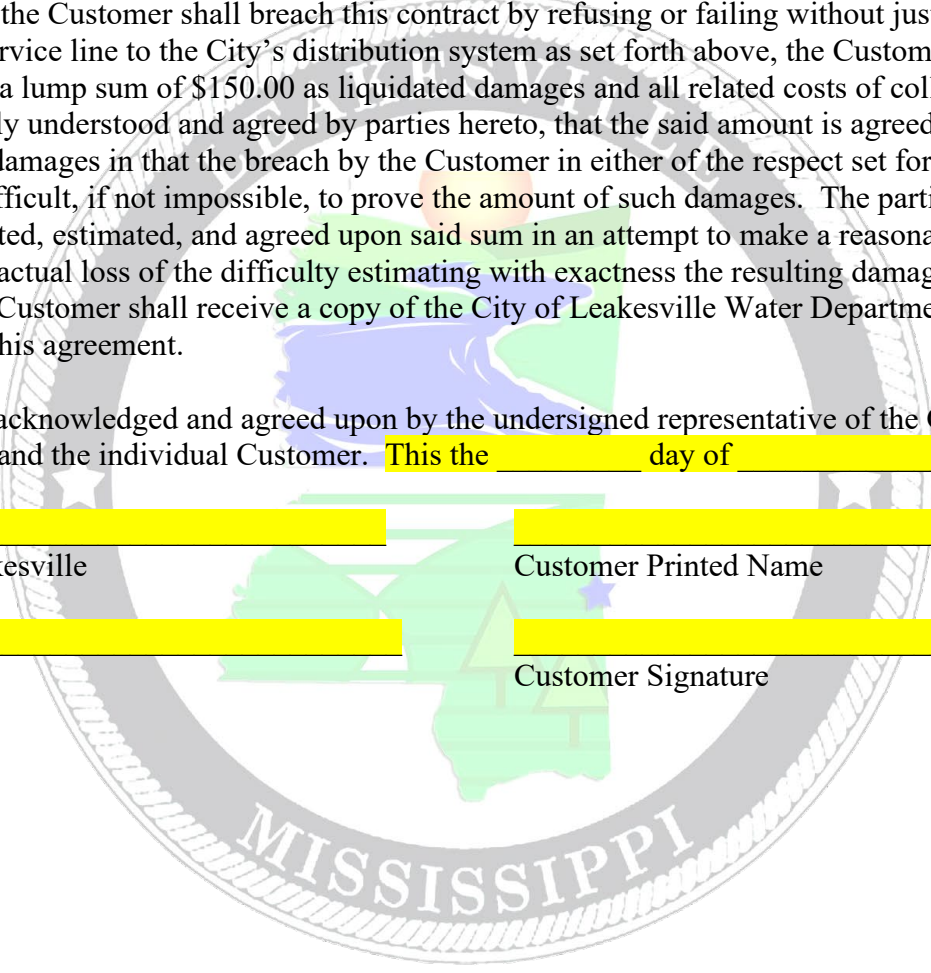 the Customer shall breach this contract by refusing or failing without just
rvice line to the City's distribution system as set forth above, the Custom
a lump sum of $150.00 as liquidated damages and all related costs of coll
ly understood and agreed by parties hereto, that the said amount is agreed
damages in that the breach by the Customer in either of the respect set for
fficult, if not impossible, to prove the amount of such damages. The parti
ted, estimated, and agreed upon said sum in an attempt to make a reasona
actual loss of the difficulty estimating with exactness the resulting damag
Customer shall receive a copy of the City of Leakesville Water Departme
his agreement.
acknowledged and agreed upon by the undersigned representative of the C
and the individual Customer. This the _________ day of ____________
kesville
Customer Printed Name
Customer Signature
LEAKESVILLE
MISSISSIPPI